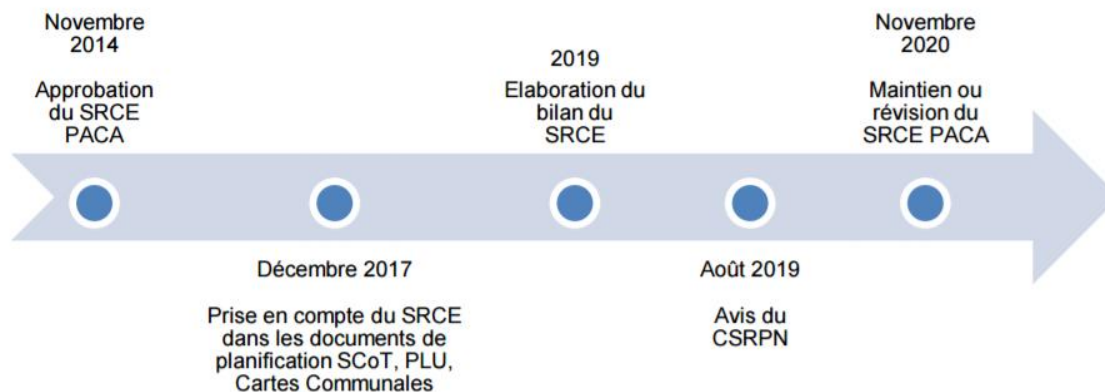 Novembre
2014
Approbation
du SRCE
PACA
Décembre 2017
Prise en compte du SRCE
dans les documents de
planification SCoT, PLU,
Cartes Communales
2019
Elaboration du
bilan du
SRCE
Août 2019
Avis du
CSRPN
Novembre
2020
Maintien ou
révision du
SRCE PACA